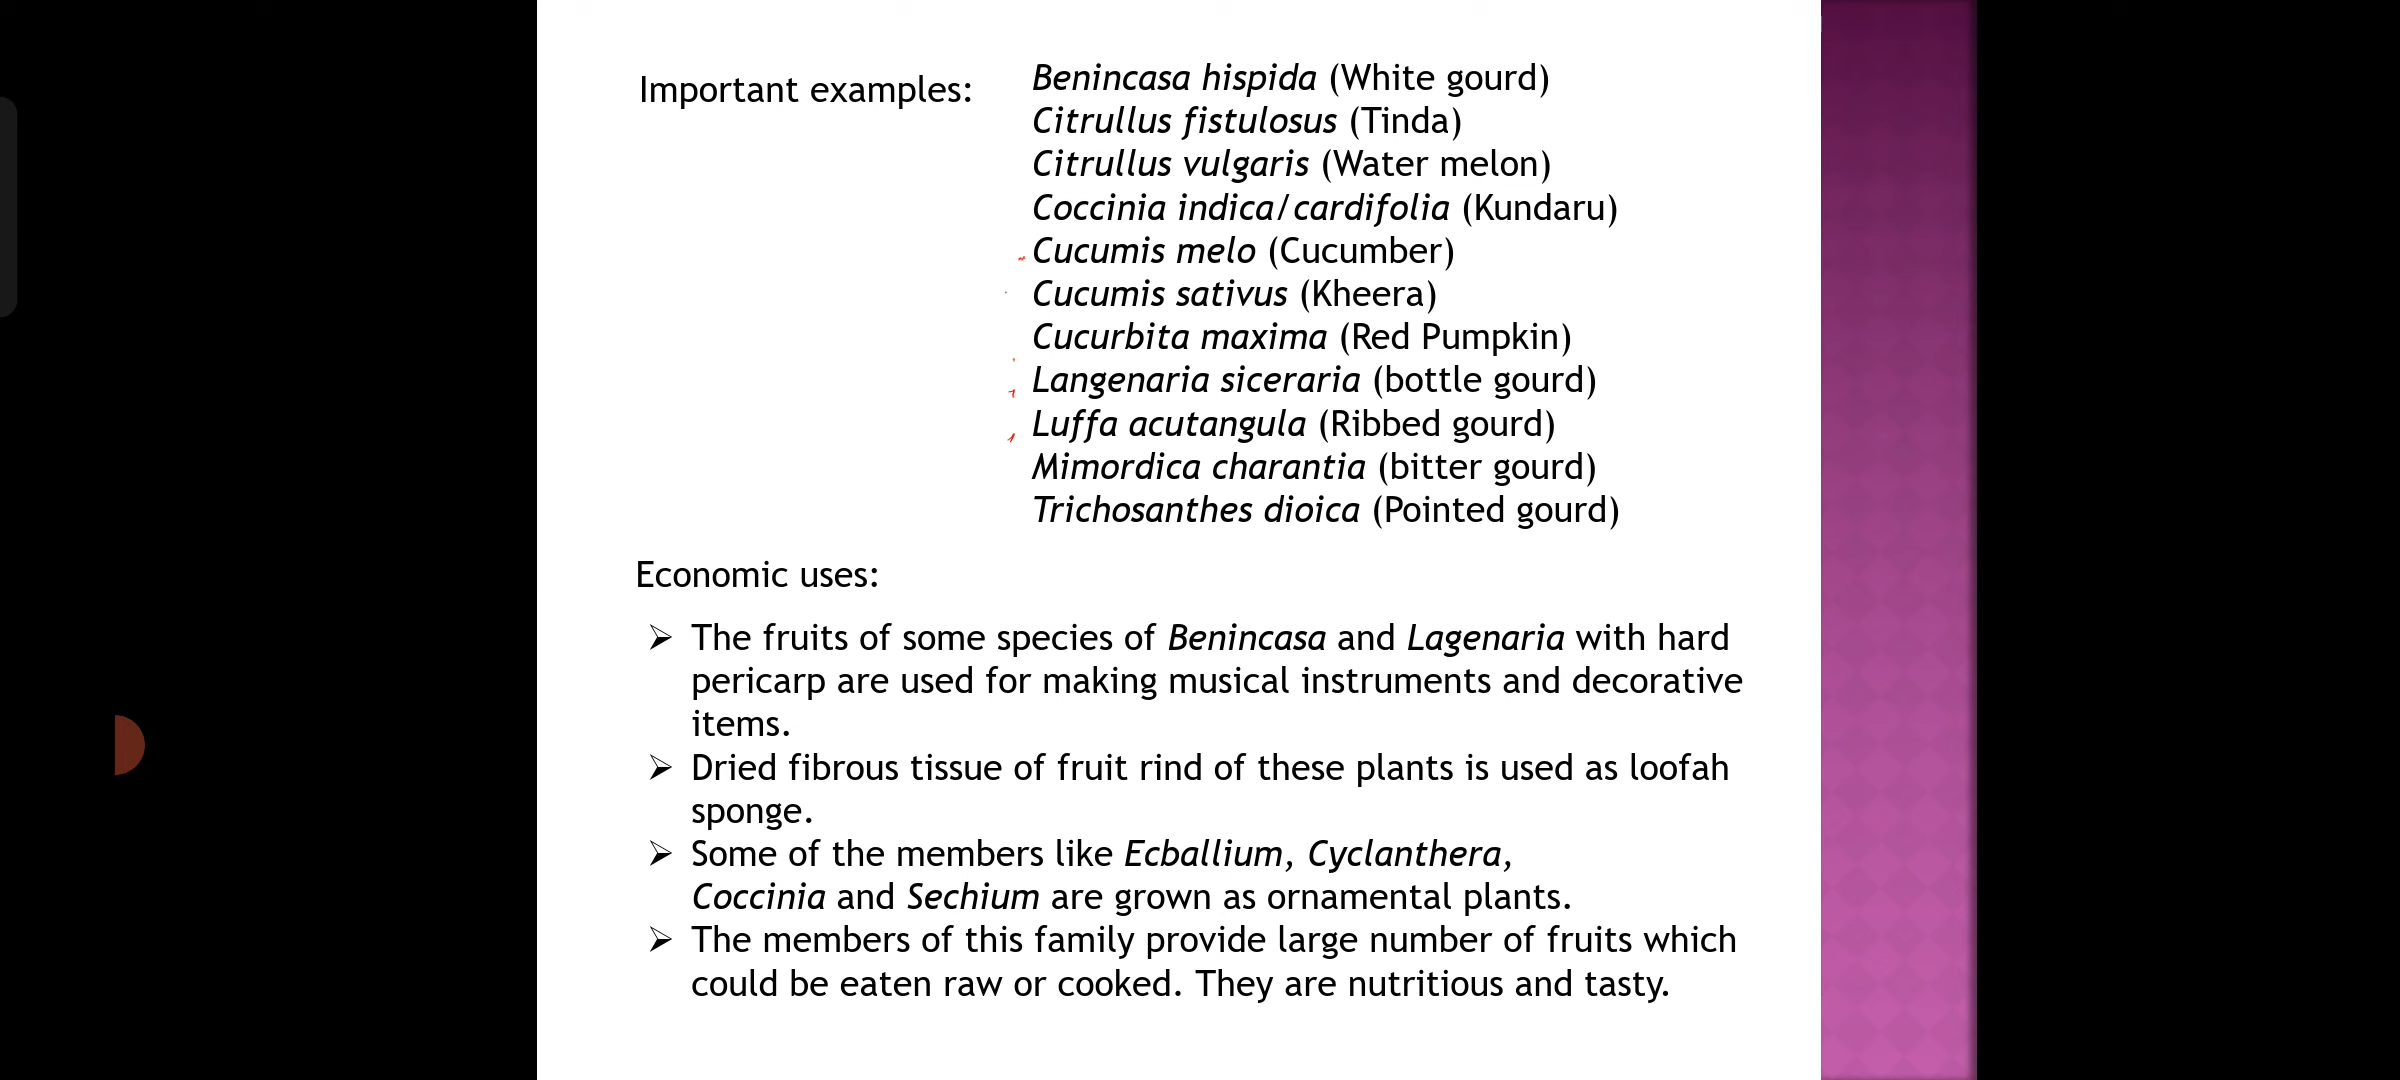 Important examples:
Benincasa hispida (White gourd)
Citrullus fistulosus (Tinda)
Citrullus vulgaris (Water melon)
Coccinia indica/cardifolia (Kundaru)
Cucumis melo (Cucumber)
Cucumis sativus (Kheera)
Cucurbita maxima (Red Pumpkin)
Langenaria siceraria (bottle gourd)
Luffa acutangula (Ribbed gourd)
Mimordica charantia (bitter gourd)
Trichosanthes dioica (Pointed gourd)
Economic uses:
➢ The fruits of some species of Benincasa and Lagenaria with hard
pericarp are used for making musical instruments and decorative
items.
➢ Dried fibrous tissue of fruit rind of these plants is used as loofah
sponge.
➢ Some of the members like Ecballium, Cyclanthera,
Coccinia and Sechium are grown as ornamental plants.
➢ The members of this family provide large number of fruits which
could be eaten raw or cooked. They are nutritious and tasty.